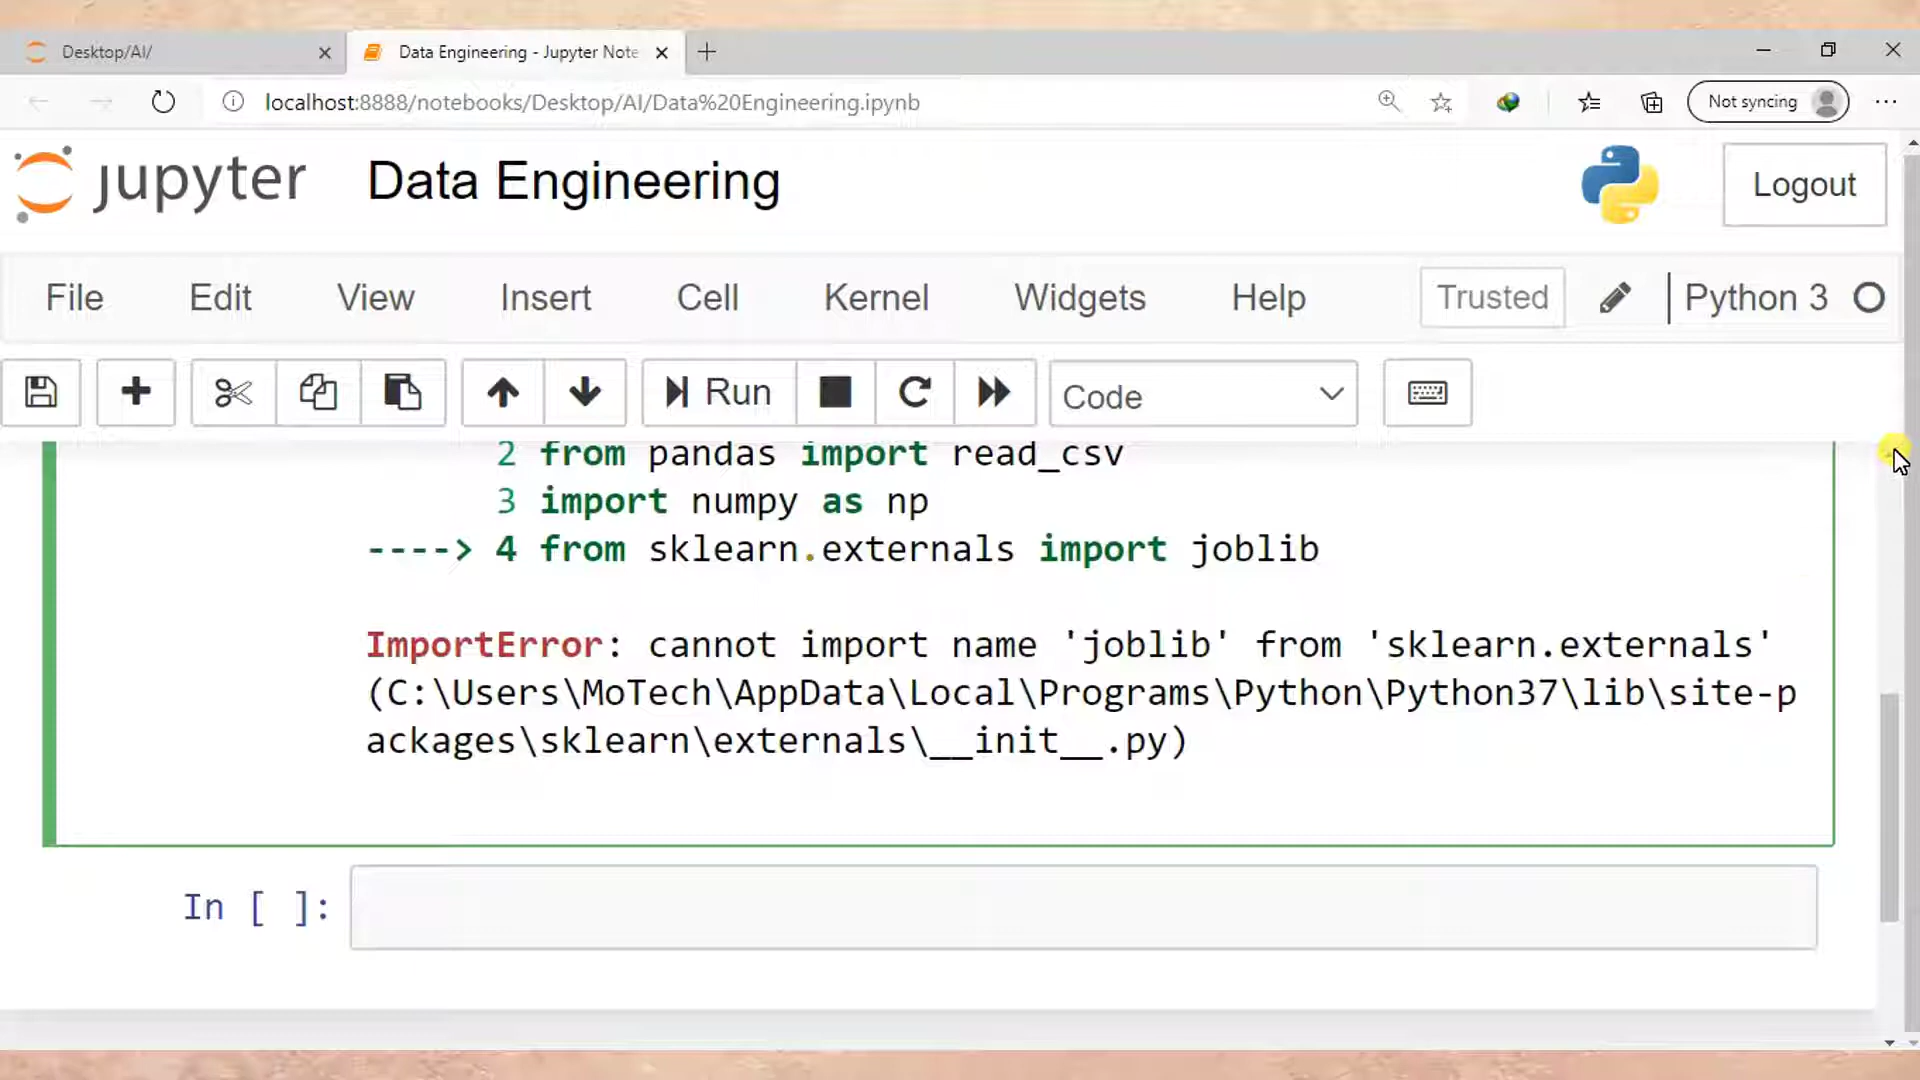 Desktop/AI/
Data Engineering - Jupyter Note
localhost:8888/notebooks/Desktop/AI/Data%20Engineering.ipynb
Not syncing
jupyter Data Engineering
Logout
File Edit View Insert Cell Kernel Widgets Help Trusted Python 3
Run Code
2 from pandas import read_csv
3 import numpy as np
----> 4 from sklearn.externals import joblib
ImportError: cannot import name 'joblib' from 'sklearn.externals'
(C:\Users\MoTech\AppData\Local\Programs\Python\Python37\lib\site-p
ackages\sklearn\externals\__init__.py)
In [ ]: